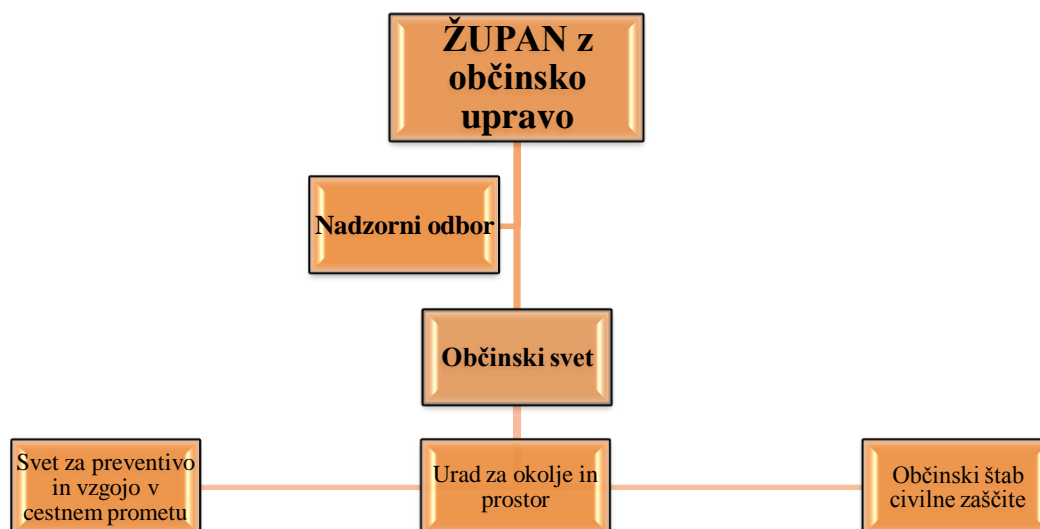 ŽUPAN z
občinsko
upravo
Nadzorni odbor
Občinski svet
Svet za preventivo
in vzgojo v
cestnem prometu
Urad za okolje in
prostor
Občinski štab
civilne zaščite